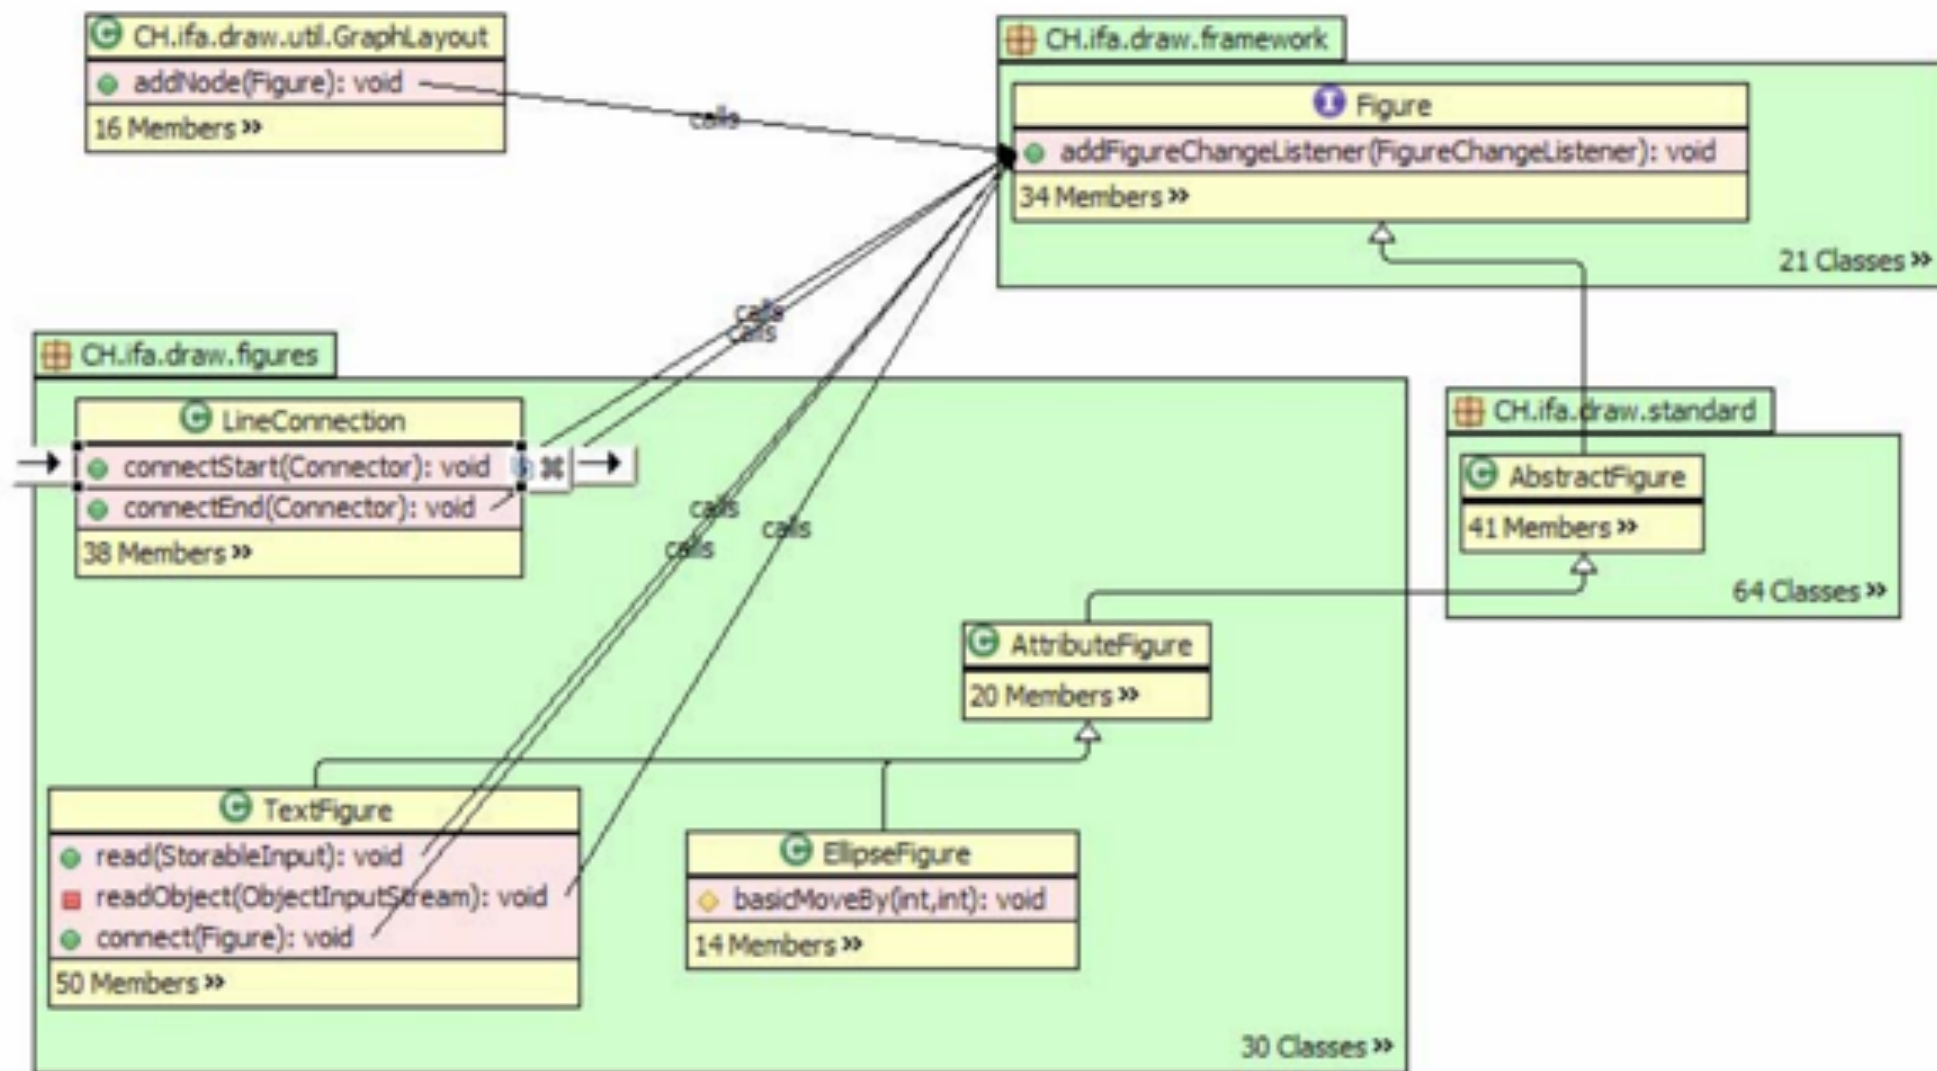 CH.ifa.draw.util.GraphLayout
addNode(Figure): void
16 Members »
calls
CH.ifa.draw.framework
I Figure
addFigureChangeListener(FigureChangeListener): void
34 Members »
21 Classes »
calls
calls
CH.ifa.draw.figures
C LineConnection
connectStart(Connector): void
connectEnd(Connector): void
38 Members »
calls
calls
calls
CH.ifa.draw.standard
C AbstractFigure
41 Members »
64 Classes »
C AttributeFigure
20 Members »
C TextFigure
read(StorableInput): void
readObject(ObjectInputStream): void
connect(Figure): void
50 Members »
C EllipseFigure
basicMoveBy(int,int): void
14 Members »
30 Classes »